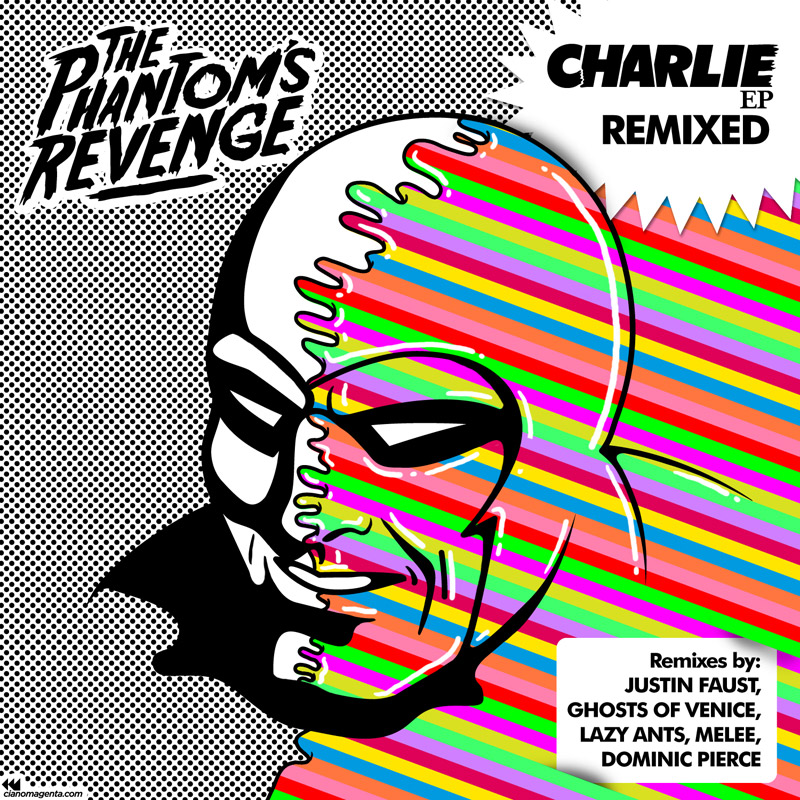 THE
PHANTOM'S
REVENGE
CHARLIE
EP
REMIXED
Remixes by:
JUSTIN FAUST,
GHOSTS OF VENICE,
LAZY ANTS, MELEE,
DOMINIC PIERCE
cianomagenta.com